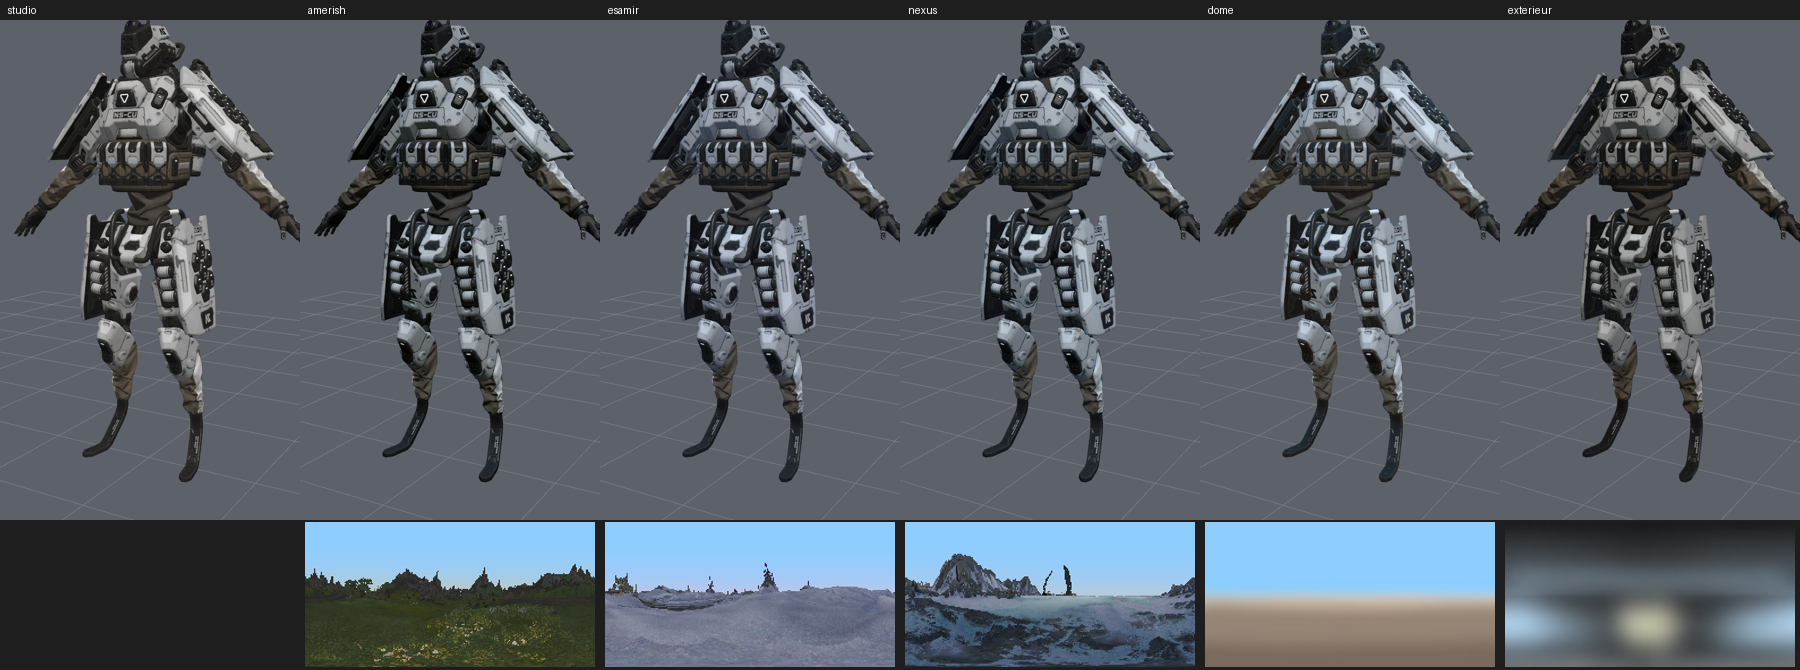 studio
amerish
esamir
nexus
dome
exterieur
NS-CU
NS-CU
NS-CU
NS-CU
NS-CU
NS-CU